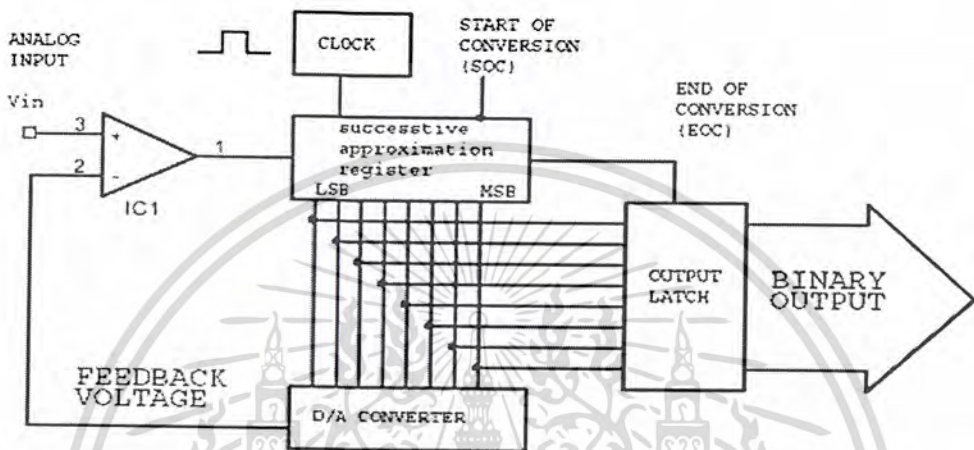 ANALOG
INPUT
Vin
3
2
+
-
1
IC1
CLOCK
START OF
CONVERSION
(SOC)
successtive
approximation
register
LSB
MSB
END OF
CONVERSION
(EOC)
OUTPUT
LATCH
BINARY
OUTPUT
FEEDBACK
VOLTAGE
D/A CONVERTER